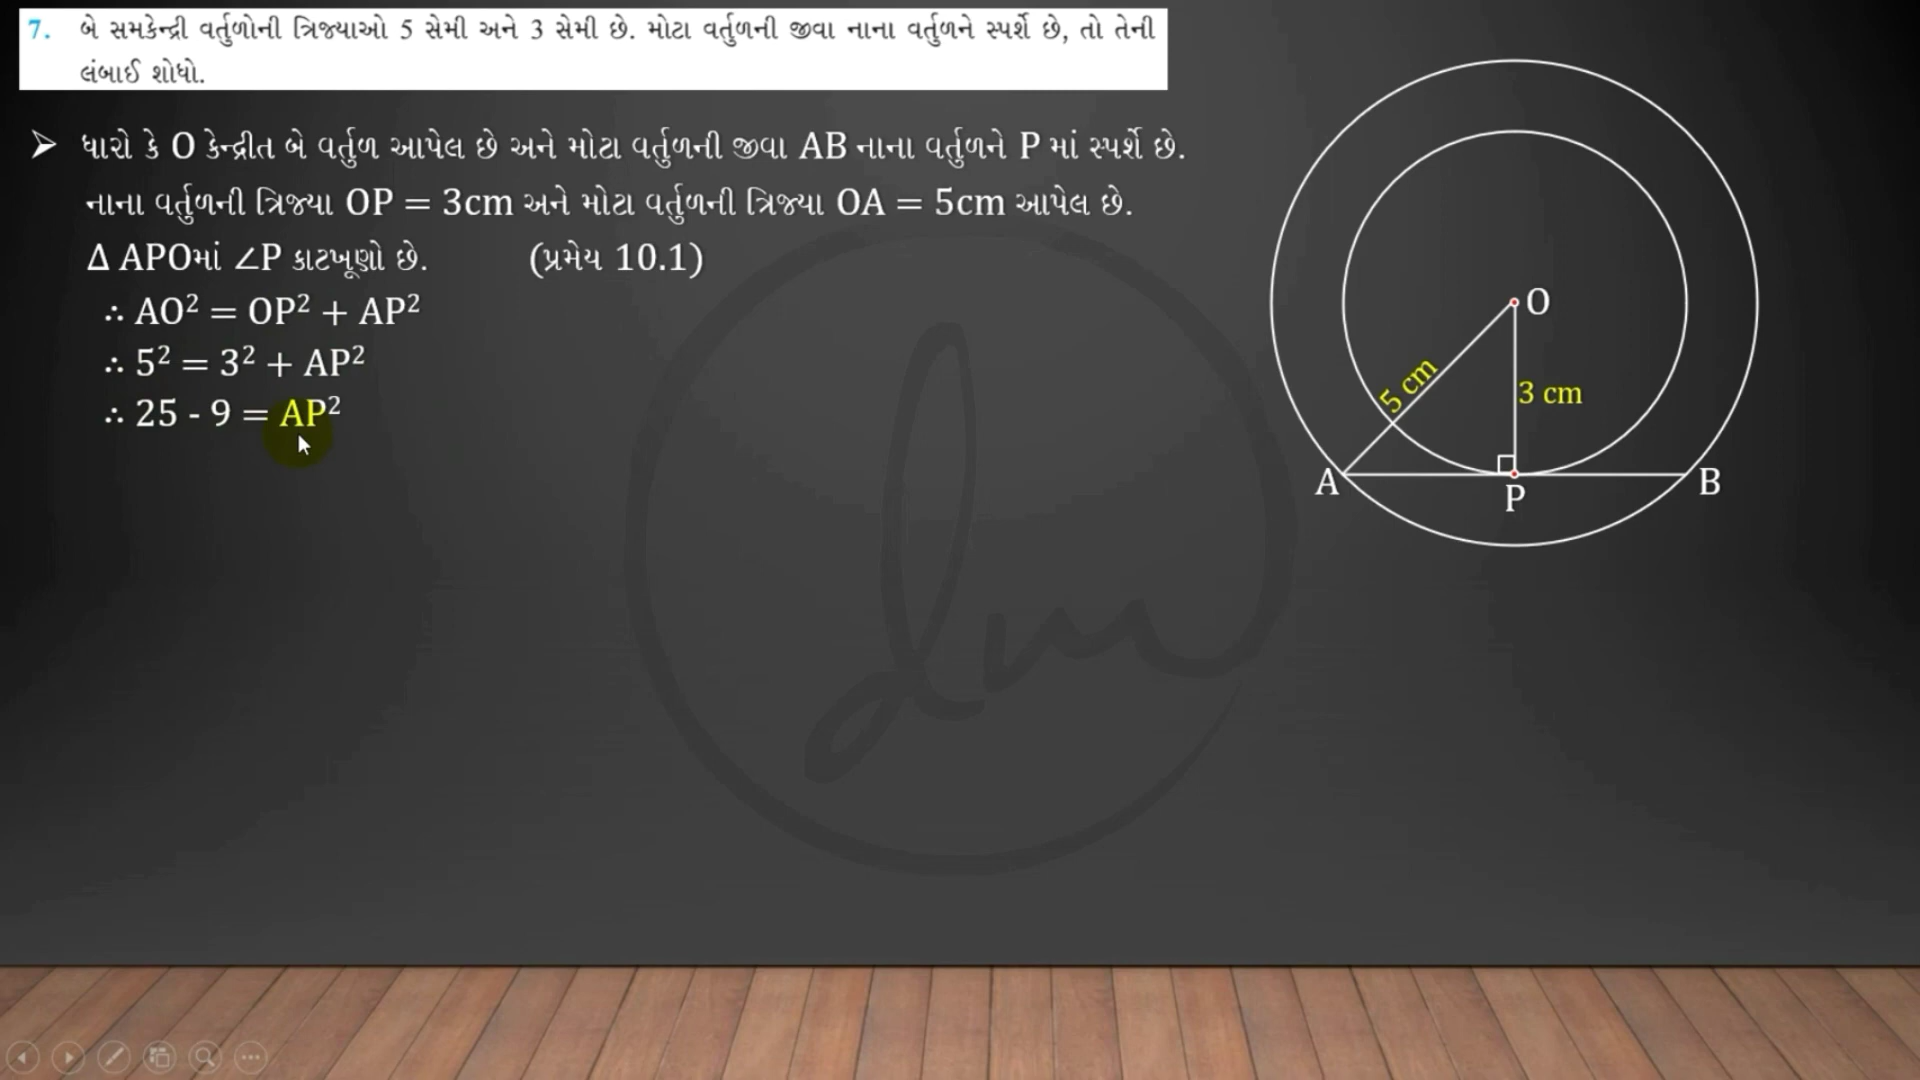 7. બે સમકેન્દ્રી વર્તુળોની ત્રિજ્યાઓ 5 સેમી અને 3 સેમી છે. મોટા વર્તુળની જીવા નાના વર્તુળને સ્પર્શે છે, તો તેની
લંબાઈ શોધો.
➢ ધારો કે O કેન્દ્રીત બે વર્તુળ આપેલ છે અને મોટા વર્તુળની જીવા AB નાના વર્તુળને P માં સ્પર્શે છે.
નાના વર્તુળની ત્રિજ્યા OP = 3cm અને મોટા વર્તુળની ત્રિજ્યા OA = 5cm આપેલ છે.
Δ APOમાં ∠P કાટખૂણો છે. (પ્રમેય 10.1)
∴ AO² = OP² + AP²
∴ 5² = 3² + AP²
∴ 25 - 9 = AP²
O
5 cm
3 cm
A
P
B
dm